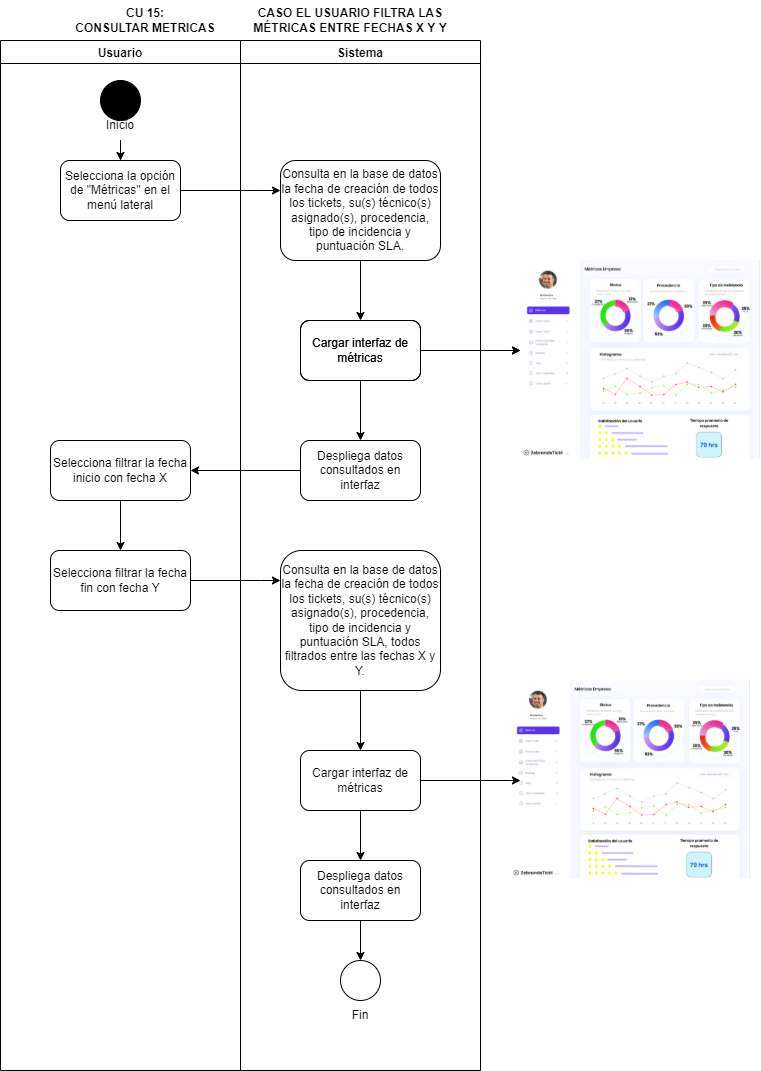 CU 15:
CONSULTAR METRICAS
CASO EL USUARIO FILTRA LAS
MÉTRICAS ENTRE FECHAS X Y Y
Usuario
Sistema
Inicio
Selecciona la opción
de "Métricas" en el
menú lateral
Consulta en la base de datos
la fecha de creación de todos
los tickets, su(s) técnico(s)
asignado(s), procedencia,
tipo de incidencia y
puntuación SLA.
Cargar interfaz de
métricas
Métricas Empresa
Status
Procedencia
Tipo de Incidencia
Histograma
Satisfacción del usuario
Tiempo promedio de
respuesta
79 hrs
ZebrandsTickt
Despliega datos
consultados en
interfaz
Selecciona filtrar la fecha
inicio con fecha X
Selecciona filtrar la fecha
fin con fecha Y
Consulta en la base de datos
la fecha de creación de todos
los tickets, su(s) técnico(s)
asignado(s), procedencia,
tipo de incidencia y
puntuación SLA, todos
filtrados entre las fechas X y
Y.
Cargar interfaz de
métricas
Métricas Empresa
Status
Procedencia
Tipo de Incidencia
Histograma
Satisfacción del usuario
Tiempo promedio de
respuesta
79 hrs
ZebrandsTickt
Despliega datos
consultados en
interfaz
Fin